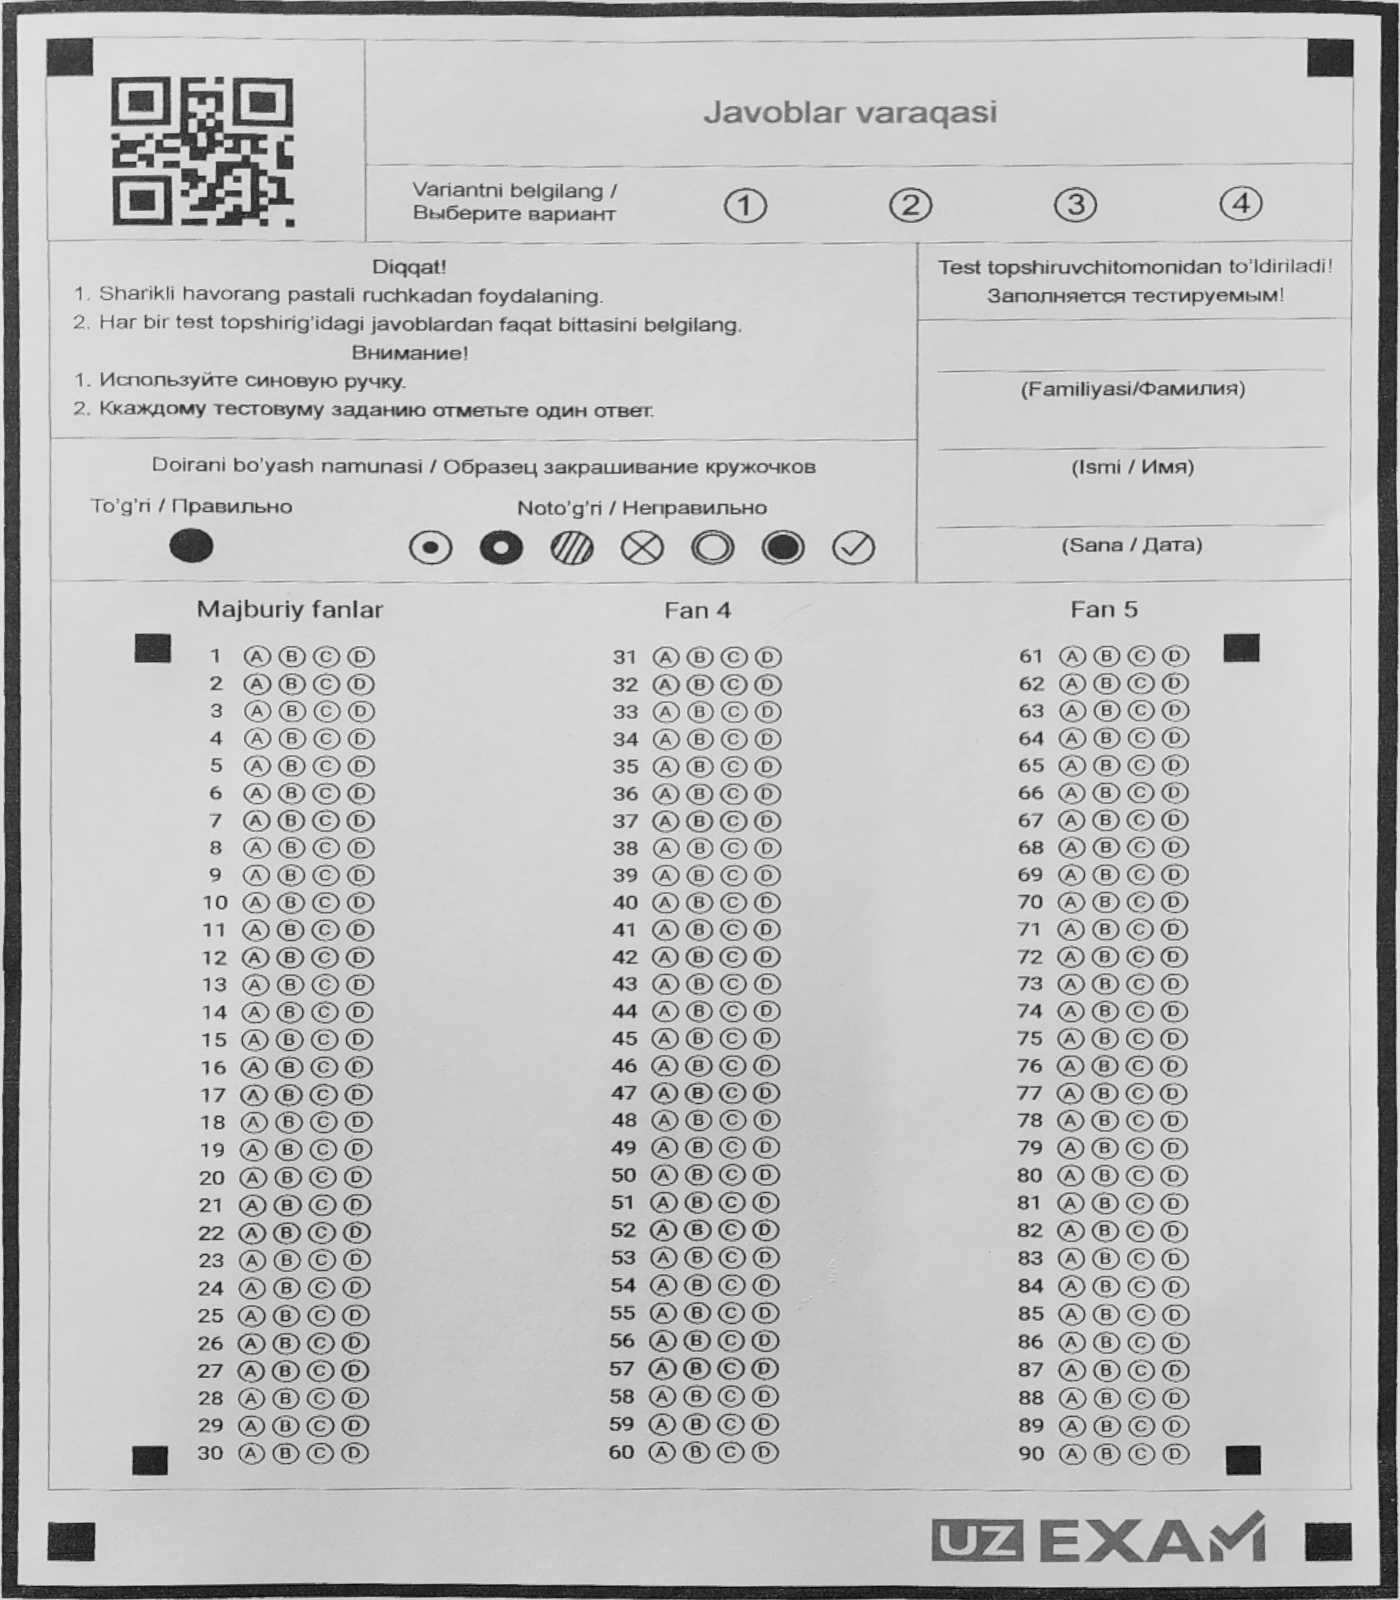 Javoblar varaqasi
Variantni belgilang /
Выберите вариант
1 2 3 4
Diqqat!
1. Sharikli havorang pastali ruchkadan foydalaning.
2. Har bir test topshirig'idagi javoblardan faqat bittasini belgilang.
Внимание!
1. Используйте синовую ручку.
2. Ккаждому тестовуму заданию отметьте один ответ.
Test topshiruvchitomonidan to'ldiriladi!
Заполняется тестируемым!
(Familiyasi/Фамилия)
(Ismi / Имя)
(Sana / Дата)
Doirani bo'yash namunasi / Образец закрашивание кружочков
To'g'ri / Правильно
Noto'g'ri / Неправильно
Majburiy fanlar
1 A B C D
2 A B C D
3 A B C D
4 A B C D
5 A B C D
6 A B C D
7 A B C D
8 A B C D
9 A B C D
10 A B C D
11 A B C D
12 A B C D
13 A B C D
14 A B C D
15 A B C D
16 A B C D
17 A B C D
18 A B C D
19 A B C D
20 A B C D
21 A B C D
22 A B C D
23 A B C D
24 A B C D
25 A B C D
26 A B C D
27 A B C D
28 A B C D
29 A B C D
30 A B C D
Fan 4
31 A B C D
32 A B C D
33 A B C D
34 A B C D
35 A B C D
36 A B C D
37 A B C D
38 A B C D
39 A B C D
40 A B C D
41 A B C D
42 A B C D
43 A B C D
44 A B C D
45 A B C D
46 A B C D
47 A B C D
48 A B C D
49 A B C D
50 A B C D
51 A B C D
52 A B C D
53 A B C D
54 A B C D
55 A B C D
56 A B C D
57 A B C D
58 A B C D
59 A B C D
60 A B C D
Fan 5
61 A B C D
62 A B C D
63 A B C D
64 A B C D
65 A B C D
66 A B C D
67 A B C D
68 A B C D
69 A B C D
70 A B C D
71 A B C D
72 A B C D
73 A B C D
74 A B C D
75 A B C D
76 A B C D
77 A B C D
78 A B C D
79 A B C D
80 A B C D
81 A B C D
82 A B C D
83 A B C D
84 A B C D
85 A B C D
86 A B C D
87 A B C D
88 A B C D
89 A B C D
90 A B C D
UZ EXAM